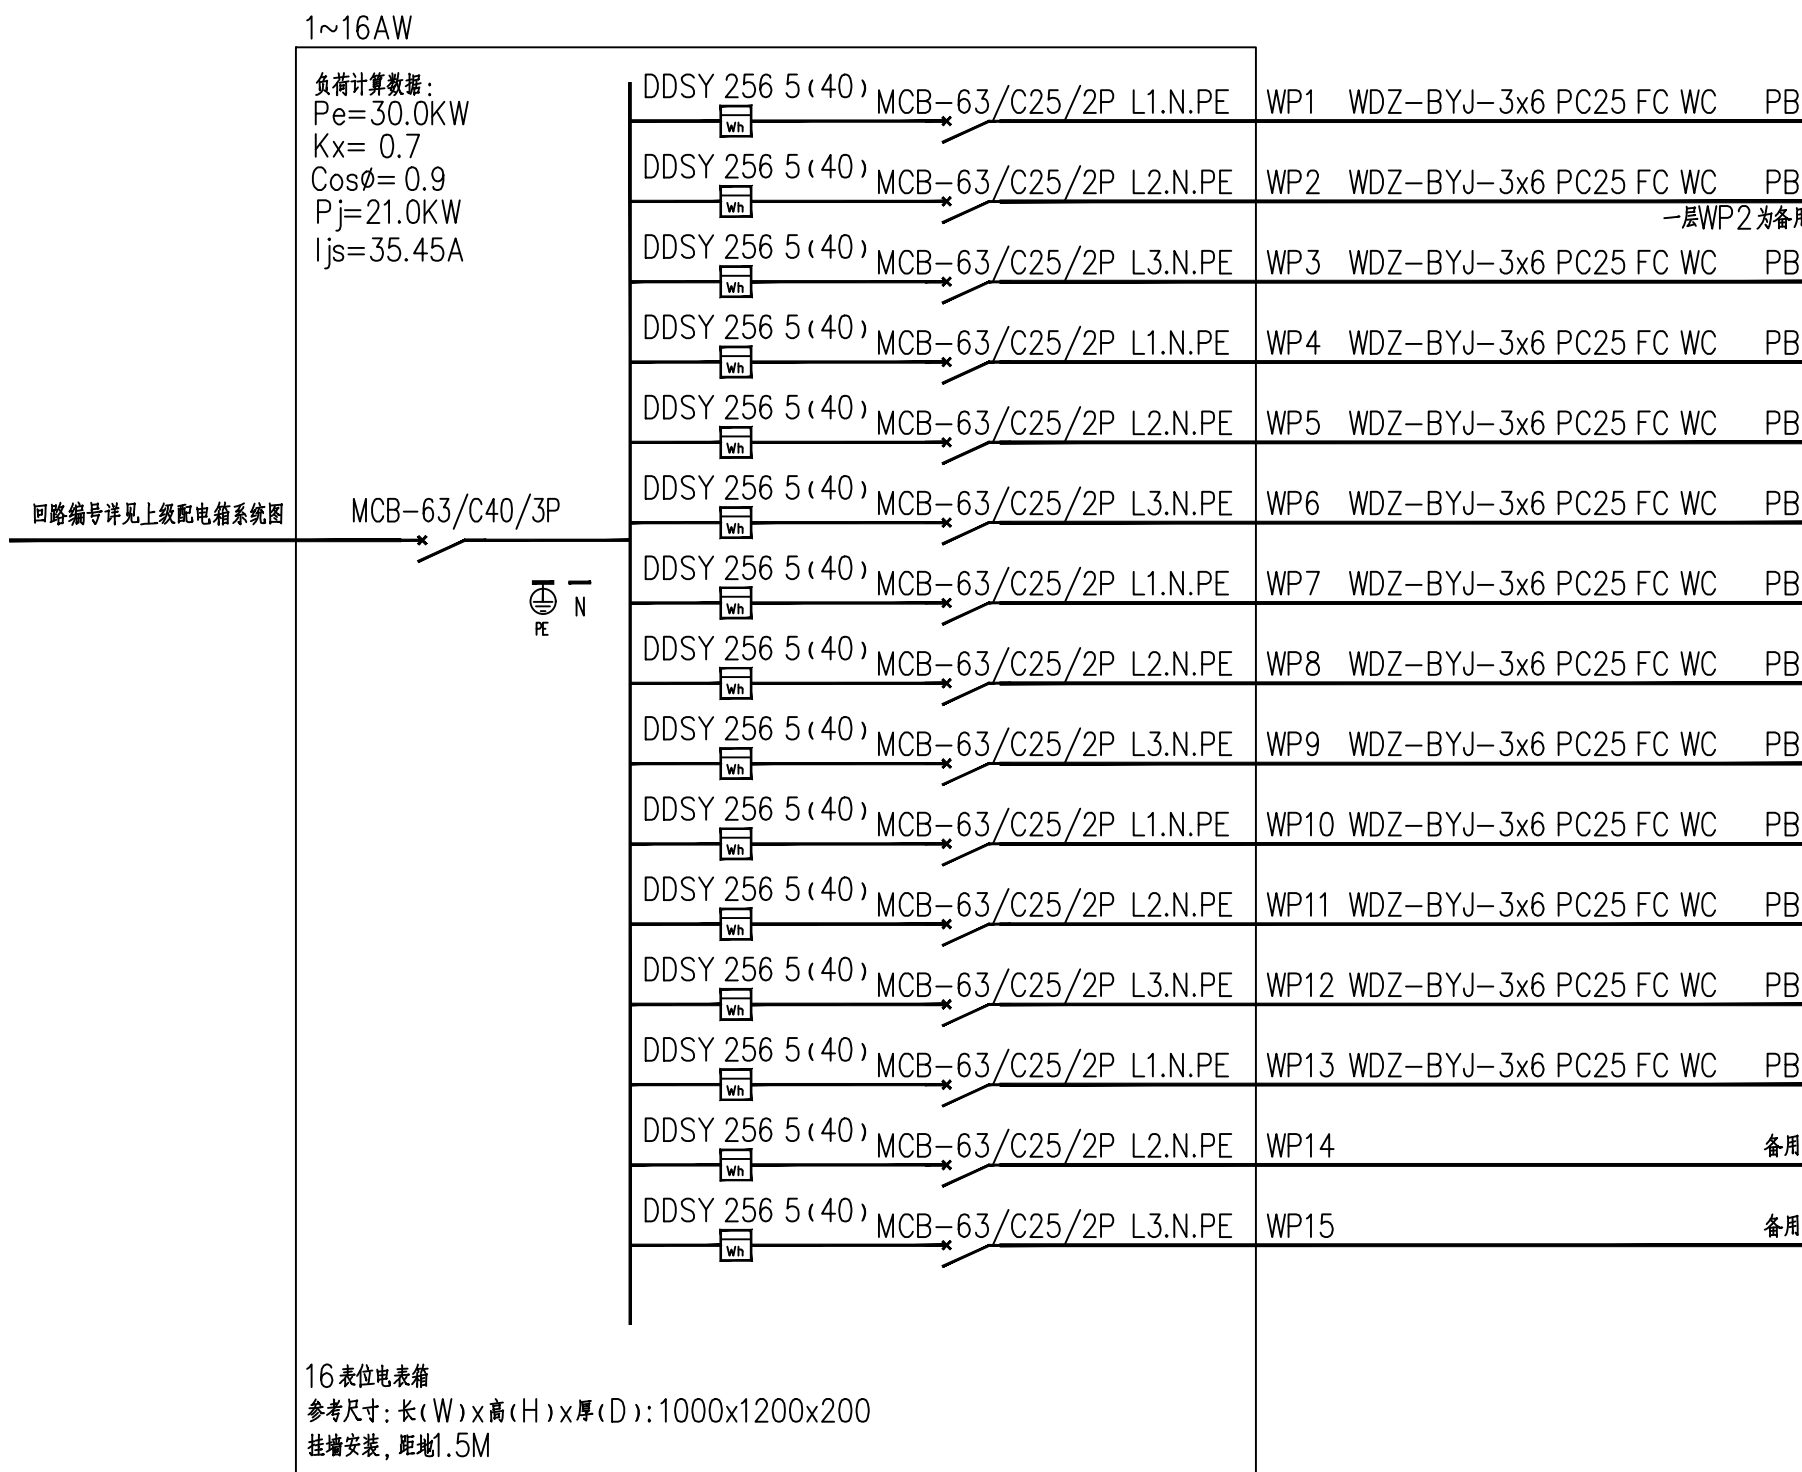 1~16AW
负荷计算数据:
Pe=30.0KW
Kx= 0.7
Cosø= 0.9
Pj=21.0KW
Ijs=35.45A
回路编号详见上级配电箱系统图
MCB-63/C40/3P
PE
N
DDSY 256 5(40) MCB-63/C25/2P L1.N.PE WP1 WDZ-BYJ-3x6 PC25 FC WC PB
Wh
DDSY 256 5(40) MCB-63/C25/2P L2.N.PE WP2 WDZ-BYJ-3x6 PC25 FC WC PB
Wh
一层WP2为备用
DDSY 256 5(40) MCB-63/C25/2P L3.N.PE WP3 WDZ-BYJ-3x6 PC25 FC WC PB
Wh
DDSY 256 5(40) MCB-63/C25/2P L1.N.PE WP4 WDZ-BYJ-3x6 PC25 FC WC PB
Wh
DDSY 256 5(40) MCB-63/C25/2P L2.N.PE WP5 WDZ-BYJ-3x6 PC25 FC WC PB
Wh
DDSY 256 5(40) MCB-63/C25/2P L3.N.PE WP6 WDZ-BYJ-3x6 PC25 FC WC PB
Wh
DDSY 256 5(40) MCB-63/C25/2P L1.N.PE WP7 WDZ-BYJ-3x6 PC25 FC WC PB
Wh
DDSY 256 5(40) MCB-63/C25/2P L2.N.PE WP8 WDZ-BYJ-3x6 PC25 FC WC PB
Wh
DDSY 256 5(40) MCB-63/C25/2P L3.N.PE WP9 WDZ-BYJ-3x6 PC25 FC WC PB
Wh
DDSY 256 5(40) MCB-63/C25/2P L1.N.PE WP10 WDZ-BYJ-3x6 PC25 FC WC PB
Wh
DDSY 256 5(40) MCB-63/C25/2P L2.N.PE WP11 WDZ-BYJ-3x6 PC25 FC WC PB
Wh
DDSY 256 5(40) MCB-63/C25/2P L3.N.PE WP12 WDZ-BYJ-3x6 PC25 FC WC PB
Wh
DDSY 256 5(40) MCB-63/C25/2P L1.N.PE WP13 WDZ-BYJ-3x6 PC25 FC WC PB
Wh
DDSY 256 5(40) MCB-63/C25/2P L2.N.PE WP14 备用
Wh
DDSY 256 5(40) MCB-63/C25/2P L3.N.PE WP15 备用
Wh
16表位电表箱
参考尺寸:长(W)x高(H)x厚(D):1000x1200x200
挂墙安装,距地1.5M